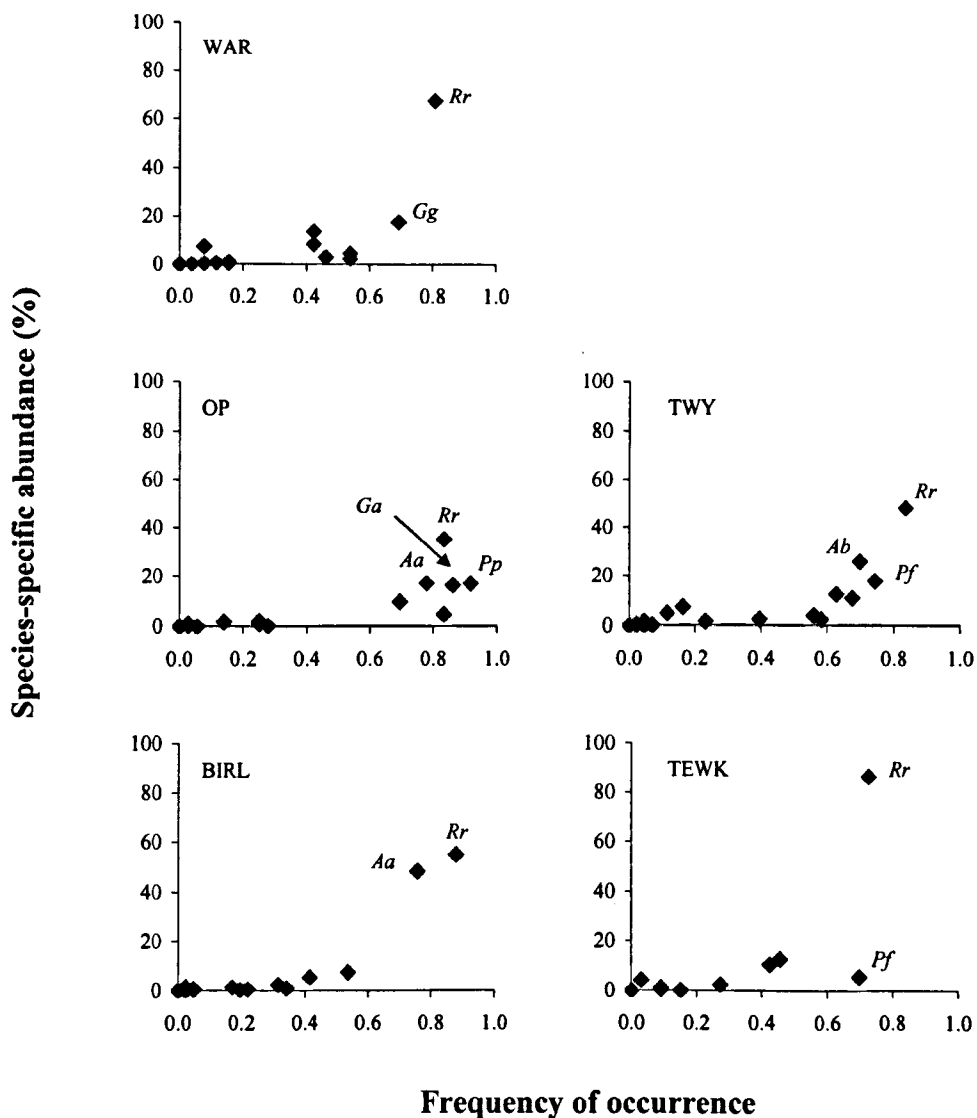 Species-specific abundance (%)
WAR
100
80
60
40
20
0
Rr
Gg
0.0 0.2 0.4 0.6 0.8 1.0
OP
100
80
60
40
20
0
Ga
Rr
Aa
Pp
0.0 0.2 0.4 0.6 0.8 1.0
TWY
100
80
60
40
20
0
Rr
Ab
Pf
0.0 0.2 0.4 0.6 0.8 1.0
BIRL
100
80
60
40
20
0
Rr
Aa
0.0 0.2 0.4 0.6 0.8 1.0
TEWK
100
80
60
40
20
0
Rr
Pf
0.0 0.2 0.4 0.6 0.8 1.0
Frequency of occurrence